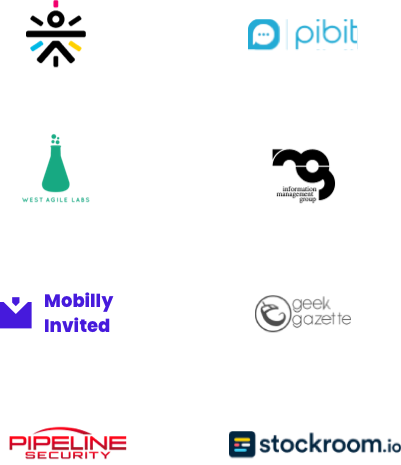 pibit
WEST AGILE LABS
information
management
group
Mobilly
Invited
geek
gazette
PIPELINE
SECURITY
stockroom.io